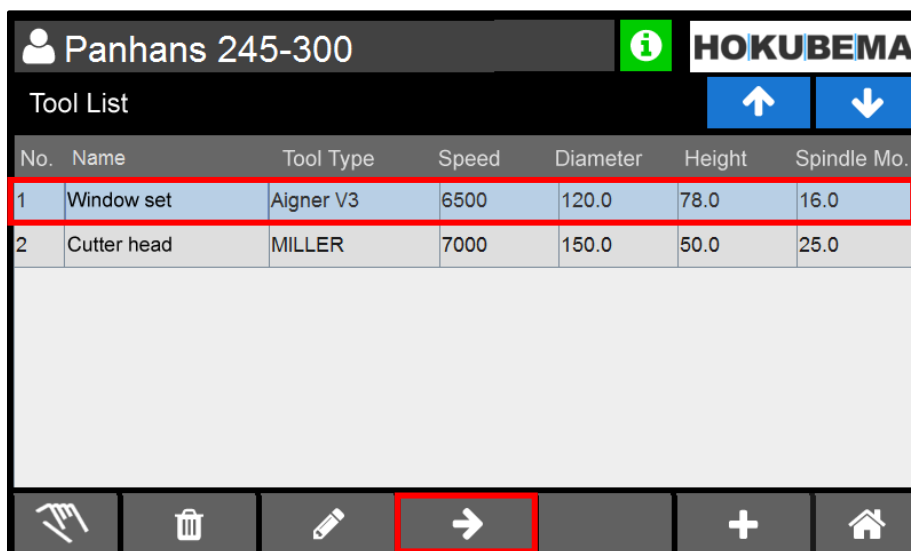 Panhans 245-300 i HOKUBEMA
Tool List
No. Name Tool Type Speed Diameter Height Spindle Mo.
1 Window set Aigner V3 6500 120.0 78.0 16.0
2 Cutter head MILLER 7000 150.0 50.0 25.0